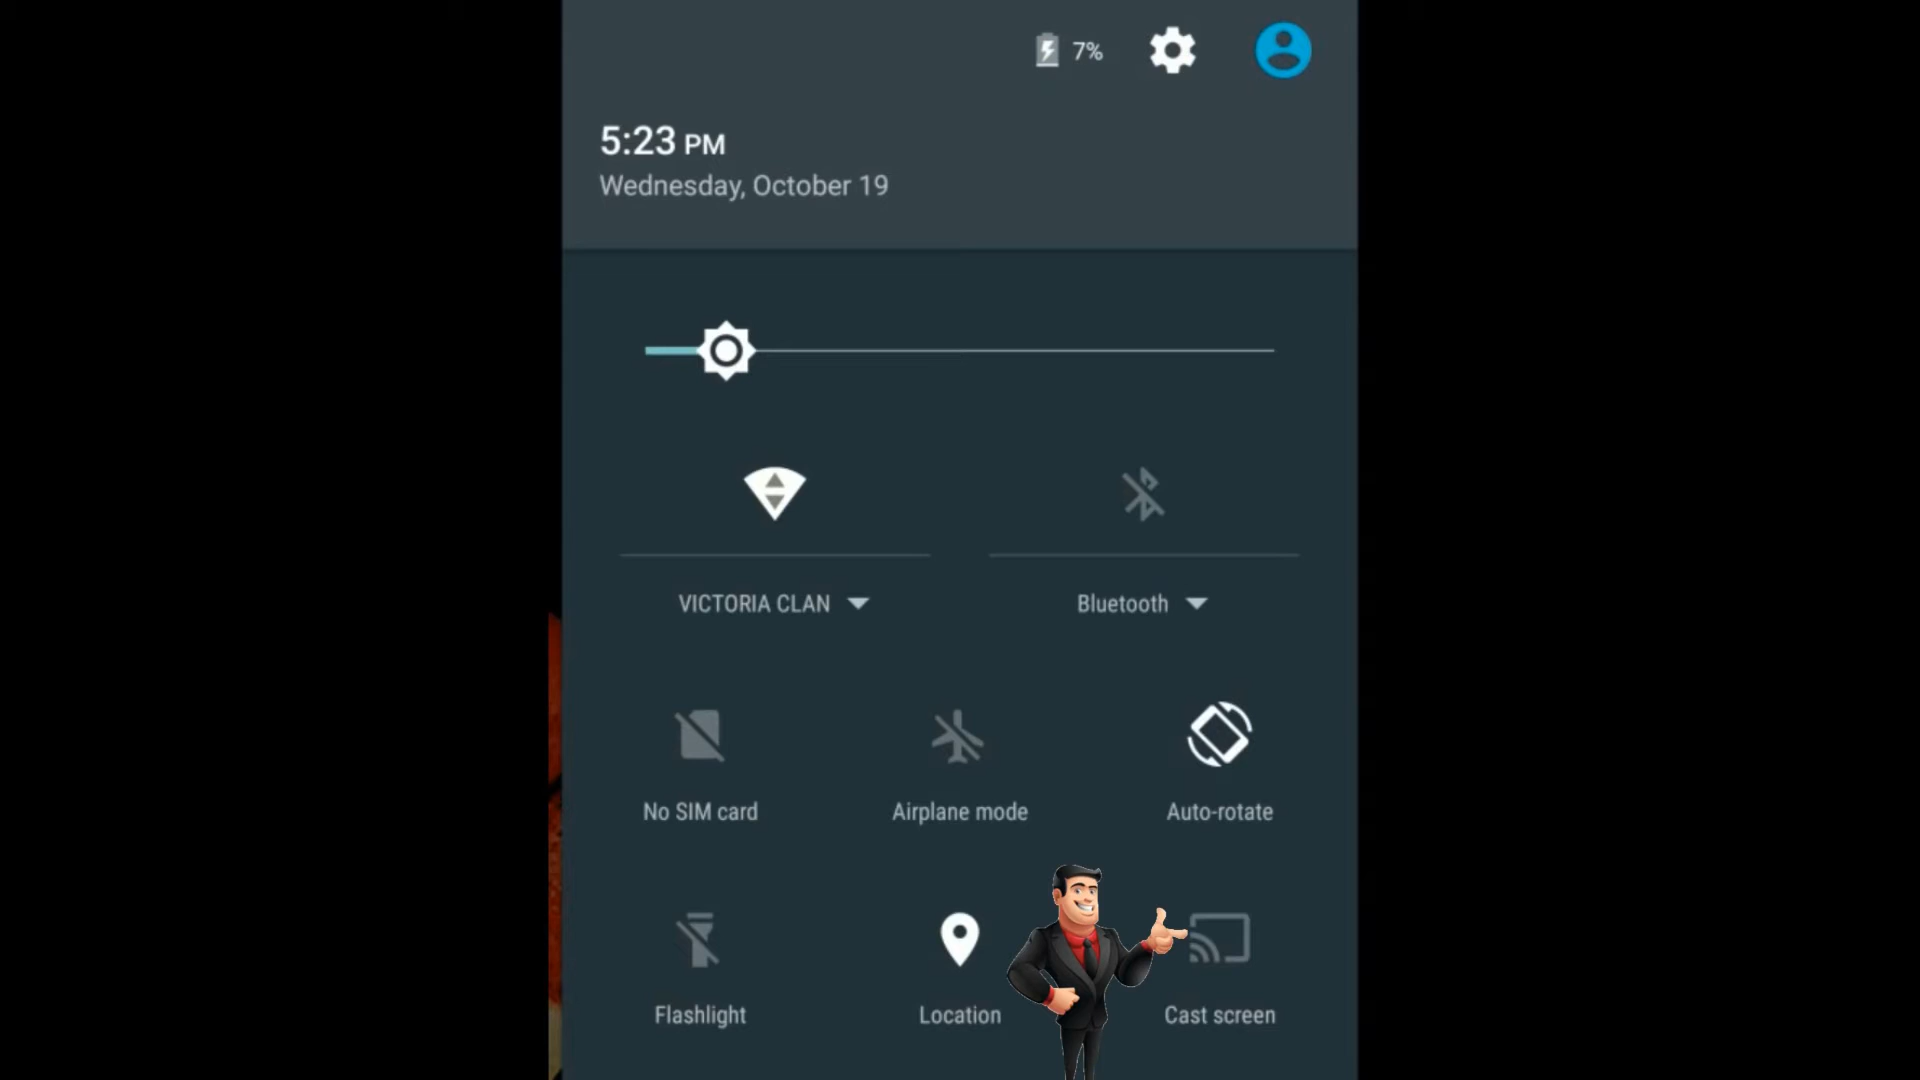 7%
5:23 PM
Wednesday, October 19
VICTORIA CLAN
Bluetooth
No SIM card
Airplane mode
Auto-rotate
Flashlight
Location
Cast screen